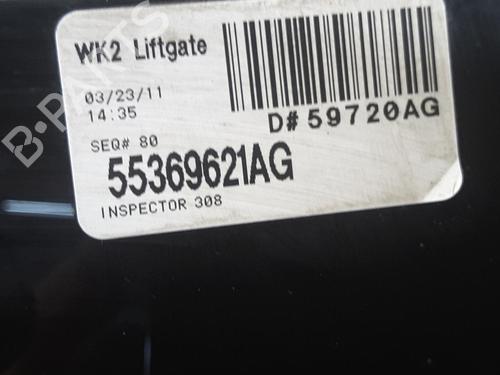 WK2 Liftgate
03/23/11
14:35
D# 59720AG
SEQ# 80
55369621AG
INSPECTOR 308
B-PARTS